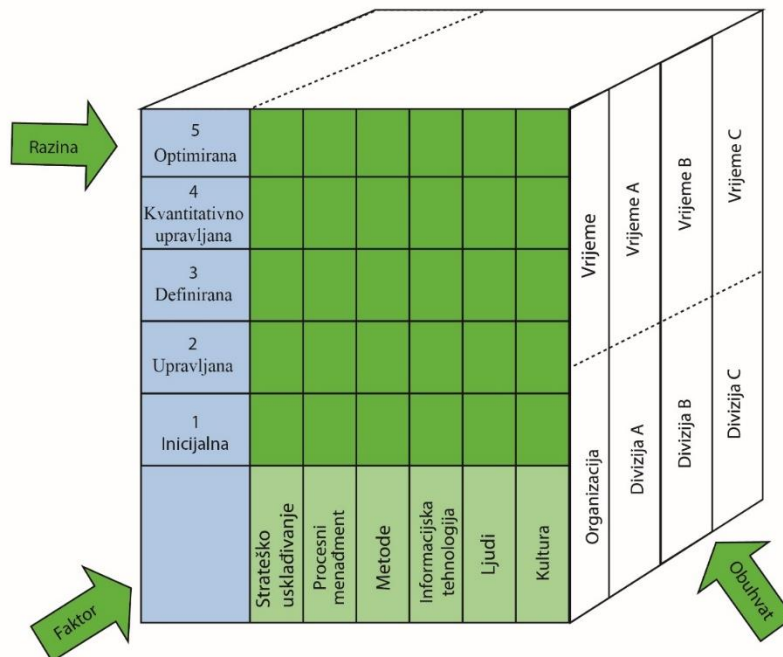 Razina
5
Optimirana
4
Kvantitativno
upravljana
3
Definirana
2
Upravljana
1
Inicijalna
Strateško
usklađivanje
Procesni
menadment
Metode
Informacijska
tehnologija
Ljudi
Kultura
Vrijeme
Vrijeme A
Vrijeme B
Vrijeme C
Organizacija
Divizija A
Divizija B
Divizija C
Faktor
Obuhvat